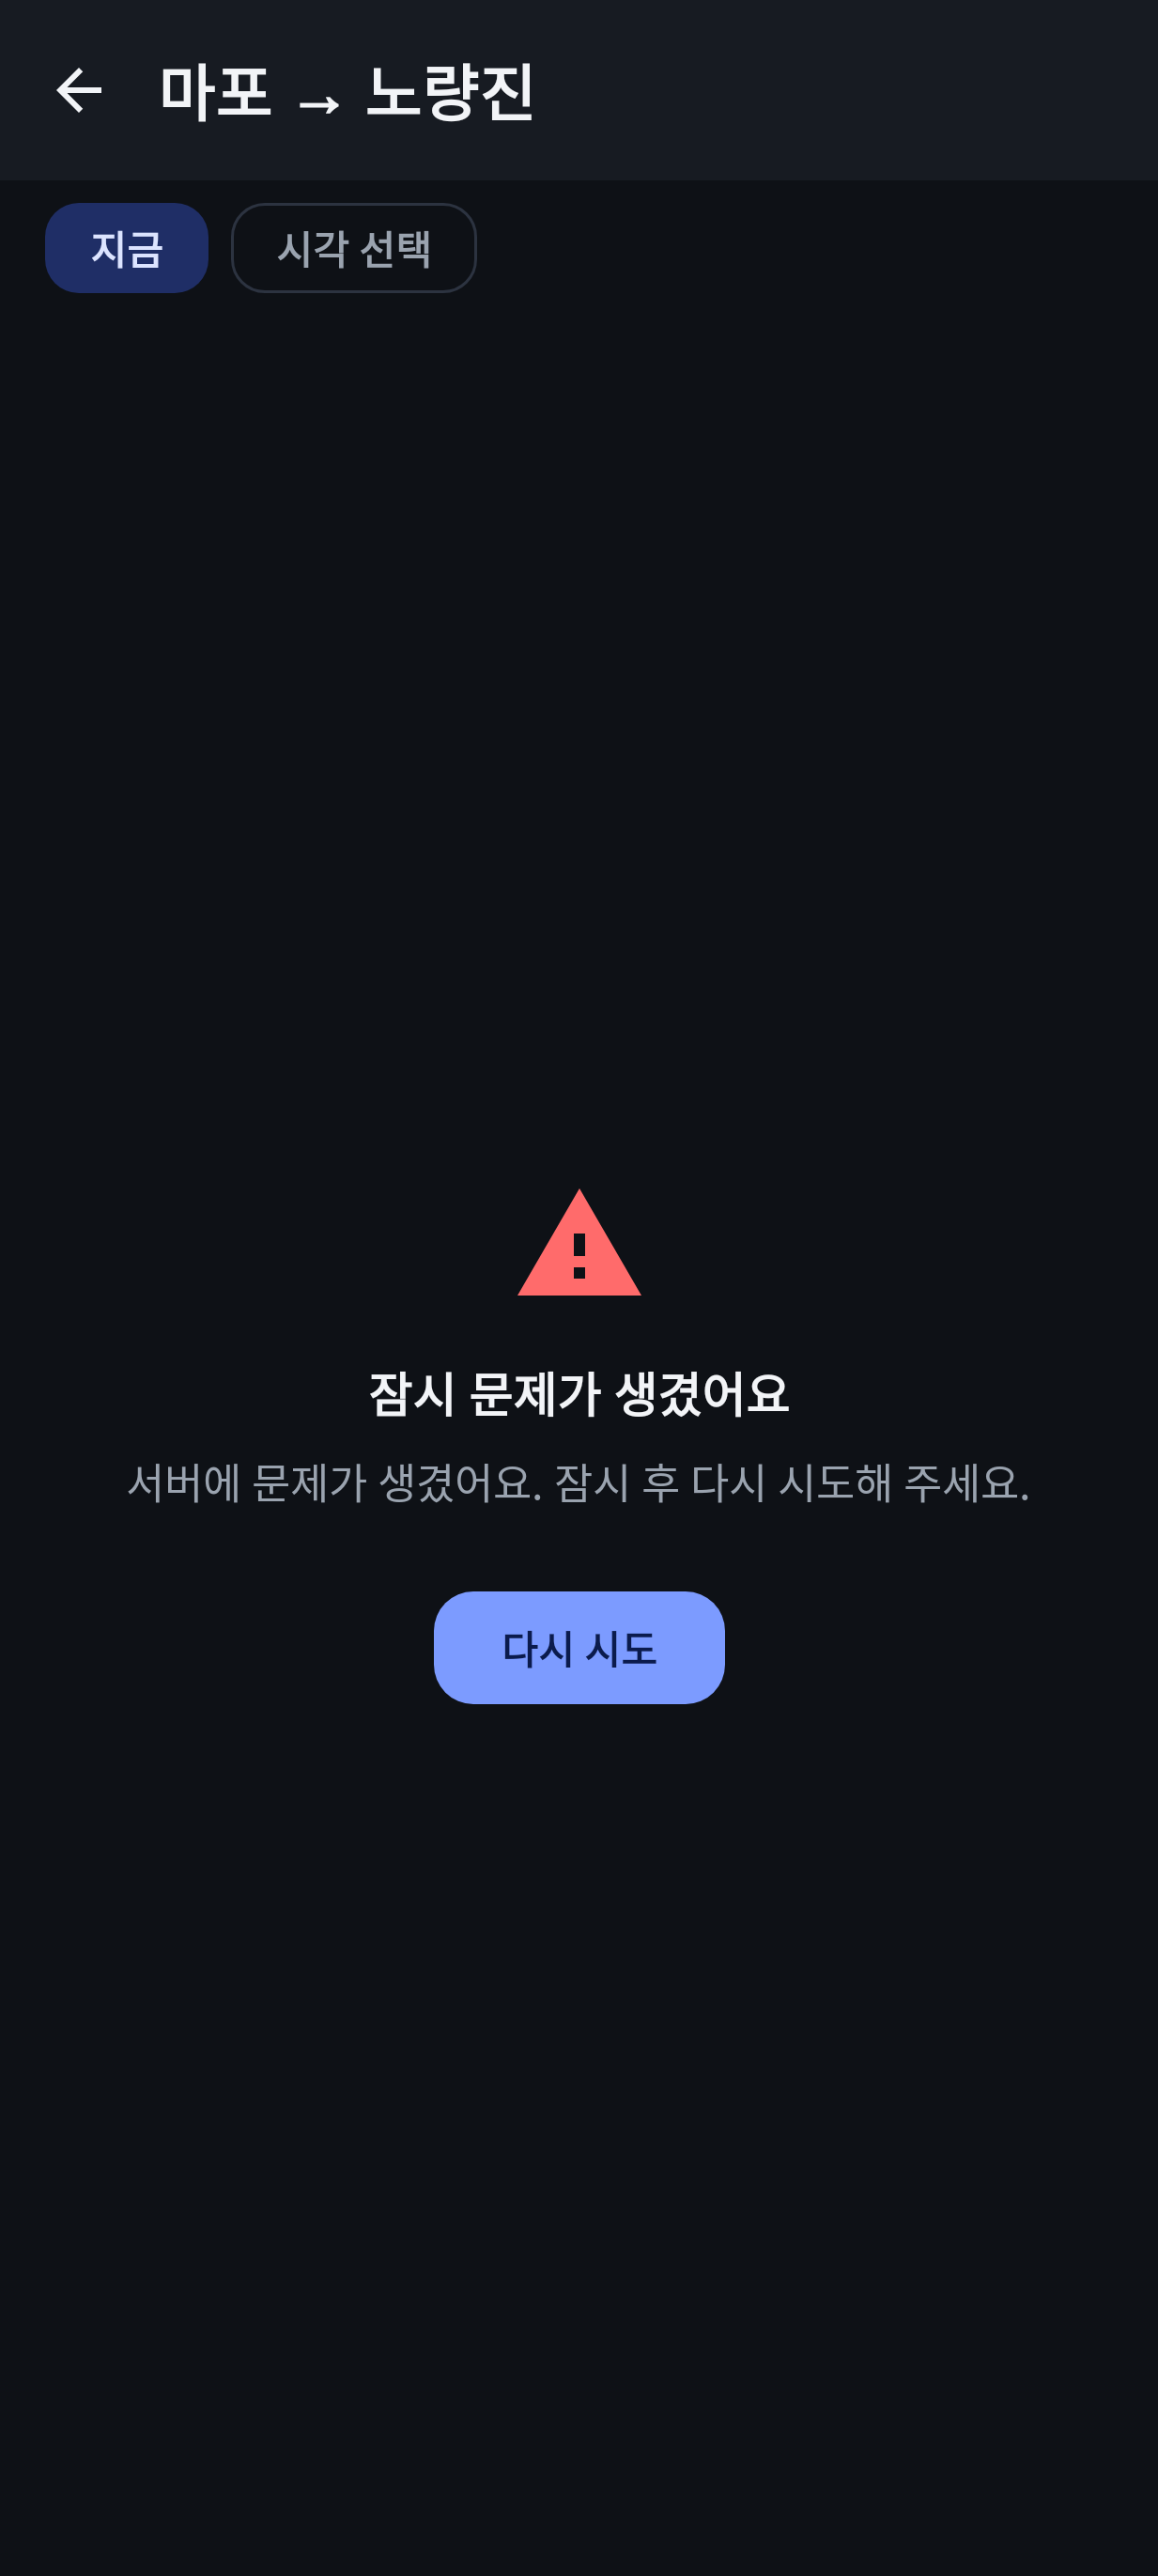 마포 → 노량진
지금
시각 선택
잠시 문제가 생겼어요
서버에 문제가 생겼어요. 잠시 후 다시 시도해 주세요.
다시 시도